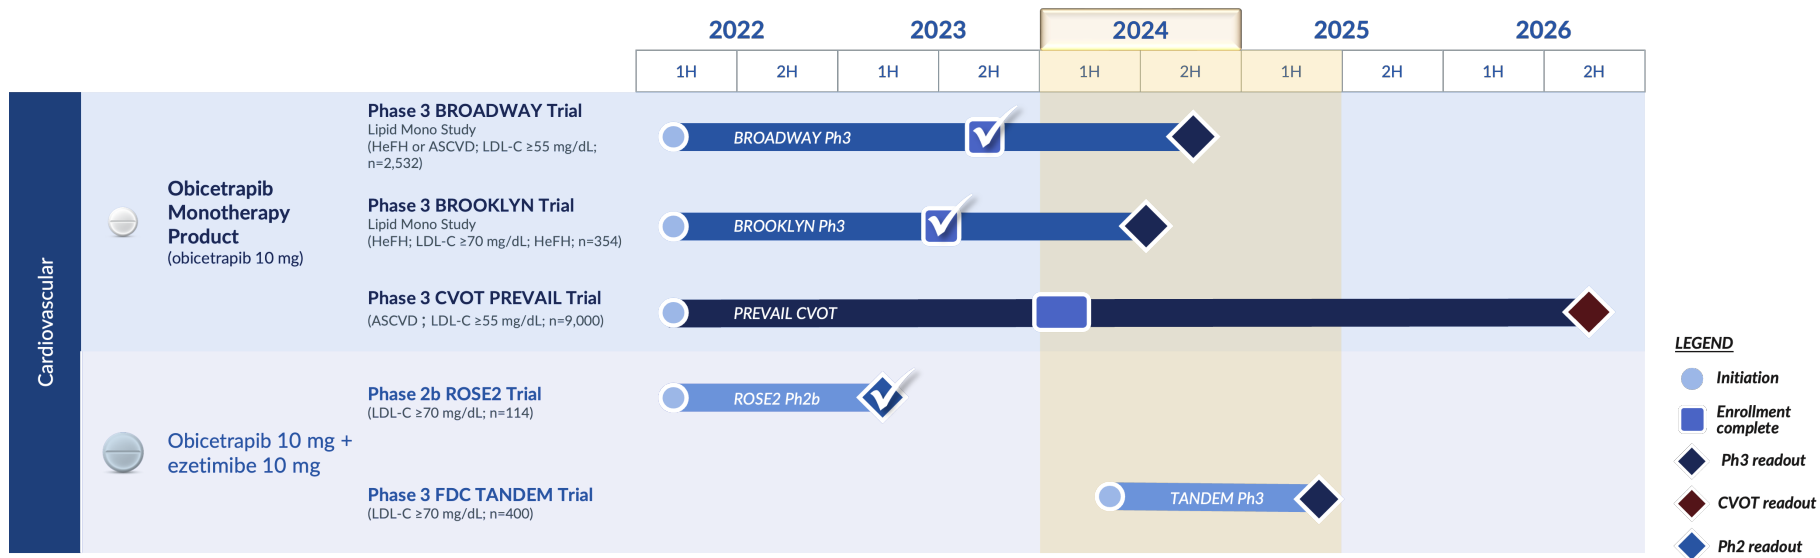 2022 2023 2024 2025 2026
1H 2H 1H 2H 1H 2H 1H 2H 1H 2H
Cardiovascular
Obicetrapib
Monotherapy
Product
(obicetrapib 10 mg)
Phase 3 BROADWAY Trial
Lipid Mono Study
(HeFH or ASCVD; LDL-C ≥55 mg/dL;
n=2,532)
BROADWAY Ph3
Phase 3 BROOKLYN Trial
Lipid Mono Study
(HeFH; LDL-C ≥70 mg/dL; HeFH; n=354)
BROOKLYN Ph3
Phase 3 CVOT PREVAIL Trial
(ASCVD ; LDL-C ≥55 mg/dL; n=9,000)
PREVAIL CVOT
Obicetrapib 10 mg +
ezetimibe 10 mg
Phase 2b ROSE2 Trial
(LDL-C ≥70 mg/dL; n=114)
ROSE2 Ph2b
Phase 3 FDC TANDEM Trial
(LDL-C ≥70 mg/dL; n=400)
TANDEM Ph3
LEGEND
Initiation
Enrollment
complete
Ph3 readout
CVOT readout
Ph2 readout